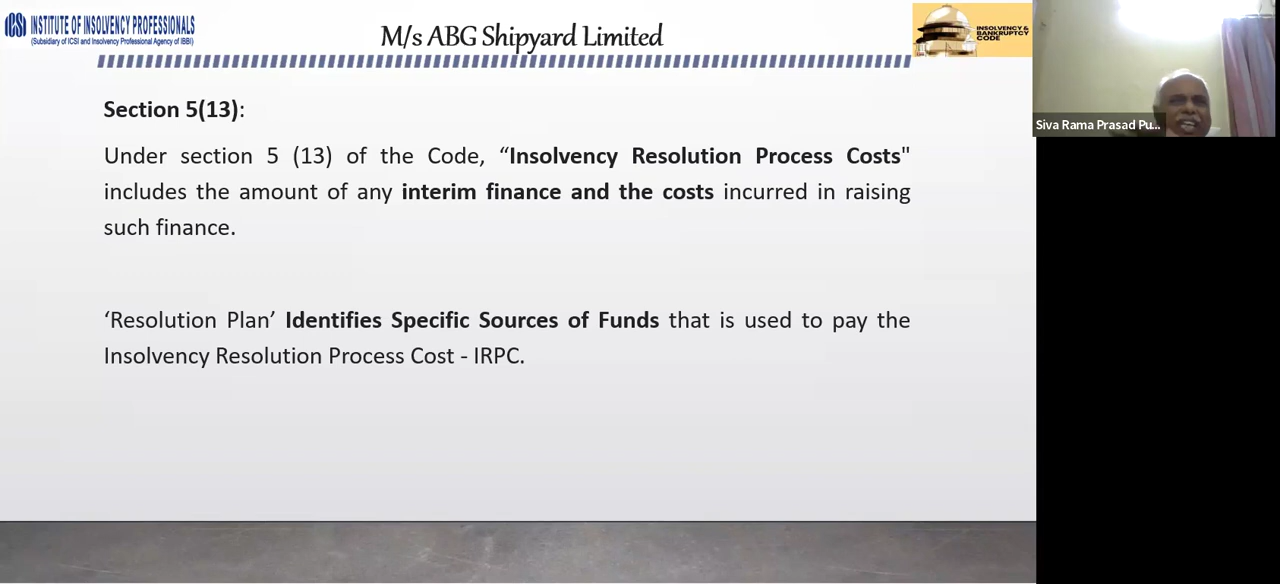 ICSI INSTITUTE OF INSOLVENCY PROFESSIONALS
(Subsidiary of ICSI and Insolvency Professional Agency of IBBI)
M/s ABG Shipyard Limited
INSOLVENCY &
BANKRUPTCY
CODE
Siva Rama Prasad Pu...
Section 5(13):
Under section 5 (13) of the Code, “Insolvency Resolution Process Costs"
includes the amount of any interim finance and the costs incurred in raising
such finance.
‘Resolution Plan’ Identifies Specific Sources of Funds that is used to pay the
Insolvency Resolution Process Cost - IRPC.